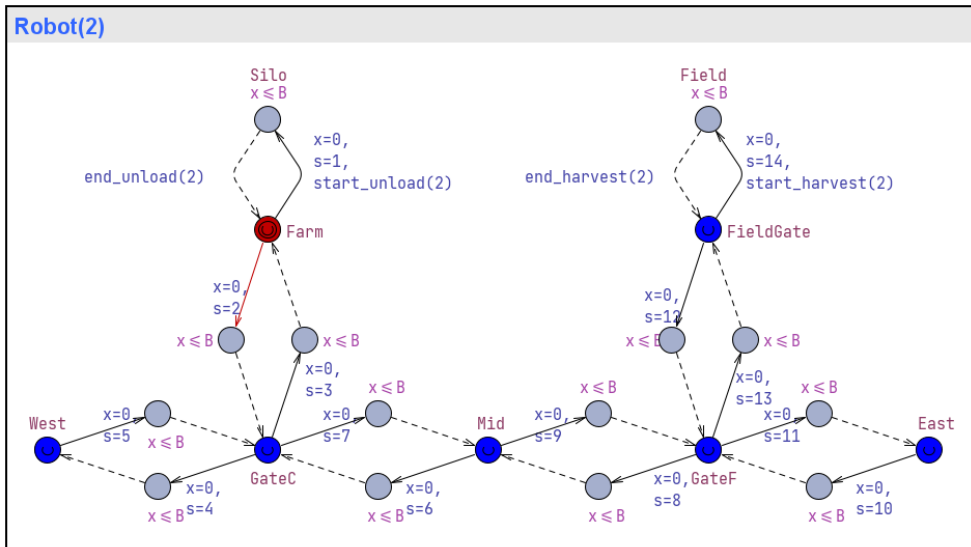 Robot(2)
Silo
x ⩽ B
Field
x ⩽ B
x=0,
s=1,
start_unload(2)
end_unload(2)
x=0,
s=14,
start_harvest(2)
end_harvest(2)
Farm
FieldGate
x=0,
s=2
x ⩽ B
x ⩽ B
x=0,
s=3
x=0,
s=12
x ⩽ B
x ⩽ B
x=0,
s=13
West
x=0,
s=5
x ⩽ B
x ⩽ B
x=0,
s=7
Mid
x ⩽ B
x=0,
s=9
x ⩽ B
x=0,
s=11
East
GateC
x=0,
s=4
x ⩽ B
x=0,
s=6
x ⩽ B
GateF
x=0,
s=8
x ⩽ B
x=0,
s=10
x ⩽ B